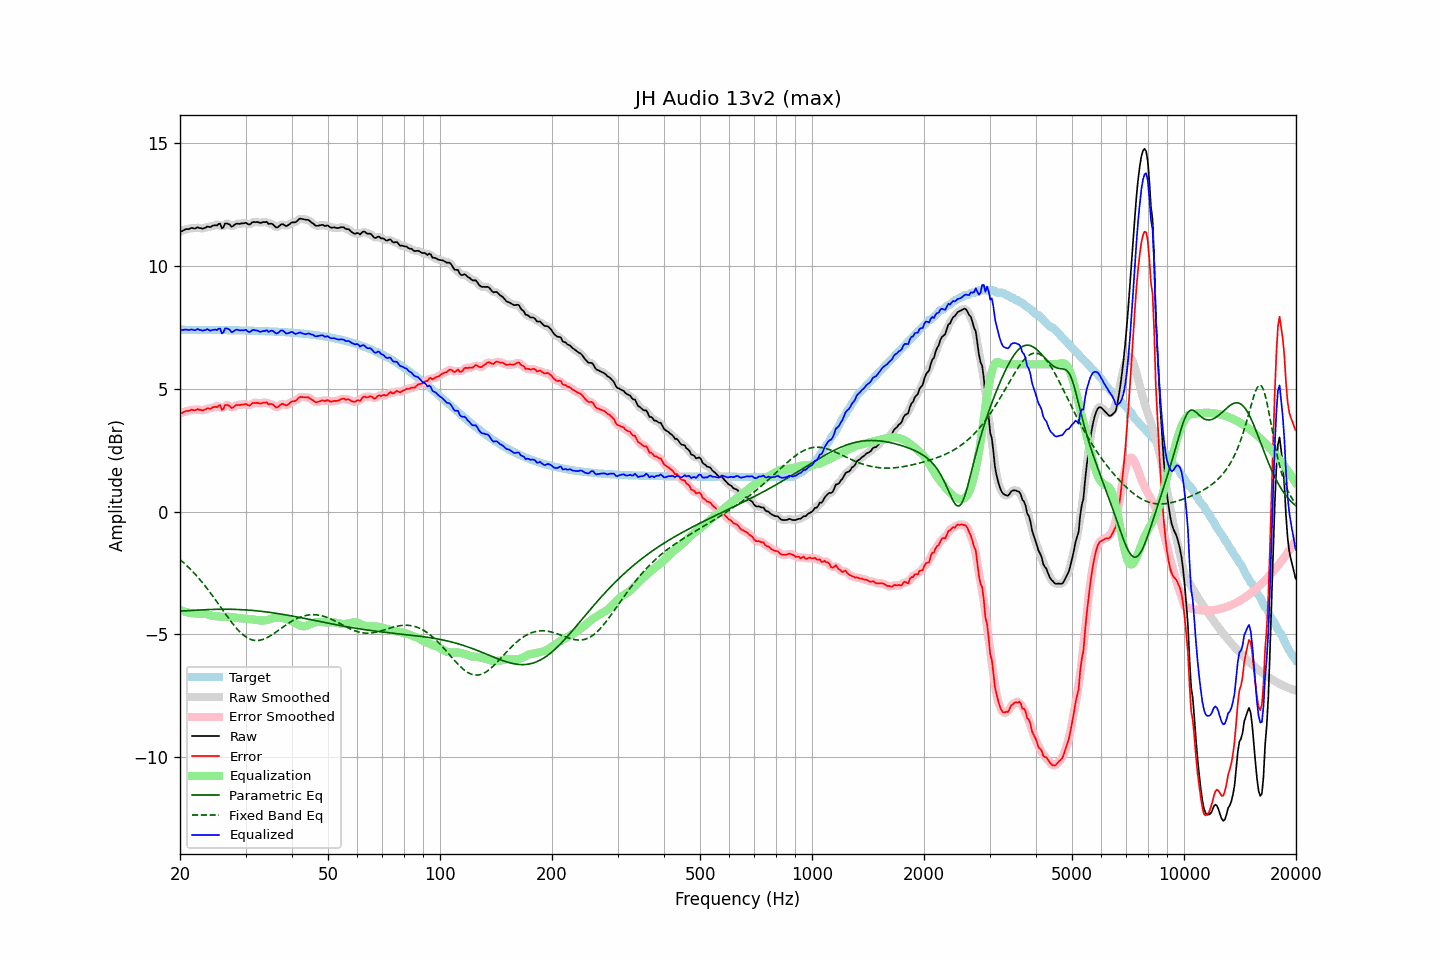 JH Audio 13v2 (max)
15
10
5
0
−5
−10
Amplitude (dBr)
Target
Raw Smoothed
Error Smoothed
Raw
Error
Equalization
Parametric Eq
Fixed Band Eq
Equalized
20
50
100
200
500
1000
2000
5000
10000
20000
Frequency (Hz)